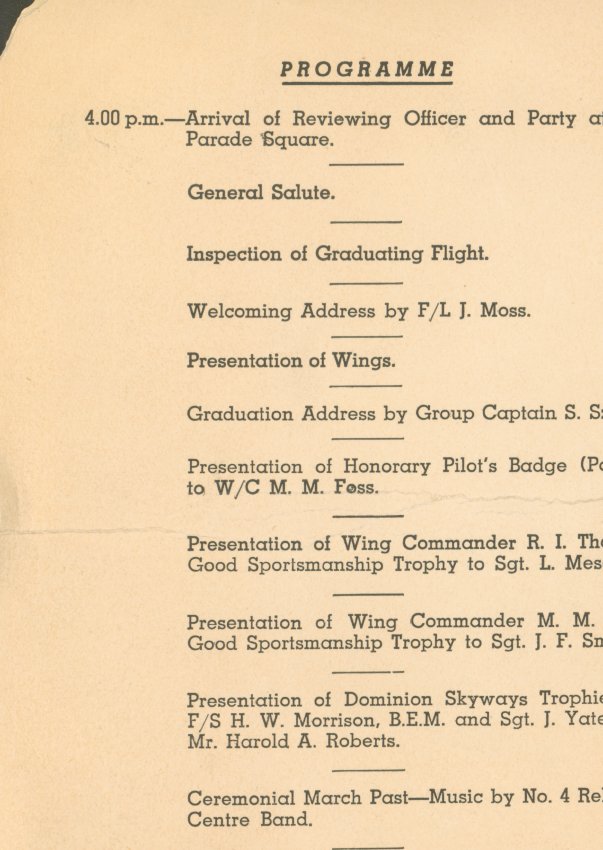 PROGRAMME
4.00 p.m.—Arrival of Reviewing Officer and Party
Parade Square.
General Salute.
Inspection of Graduating Flight.
Welcoming Address by F/L J. Moss.
Presentation of Wings.
Graduation Address by Group Captain S.
Presentation of Honorary Pilot's Badge
to W/C M. M. Foss.
Presentation of Wing Commander R. I.
Good Sportsmanship Trophy to Sgt. L.
Presentation of Wing Commander M. M.
Good Sportsmanship Trophy to Sgt. J. F.
Presentation of Dominion Skyways
F/S H. W. Morrison, B.E.M. and Sgt. J.
Mr. Harold A. Roberts.
Ceremonial March Past—Music by No. 4
Centre Band.